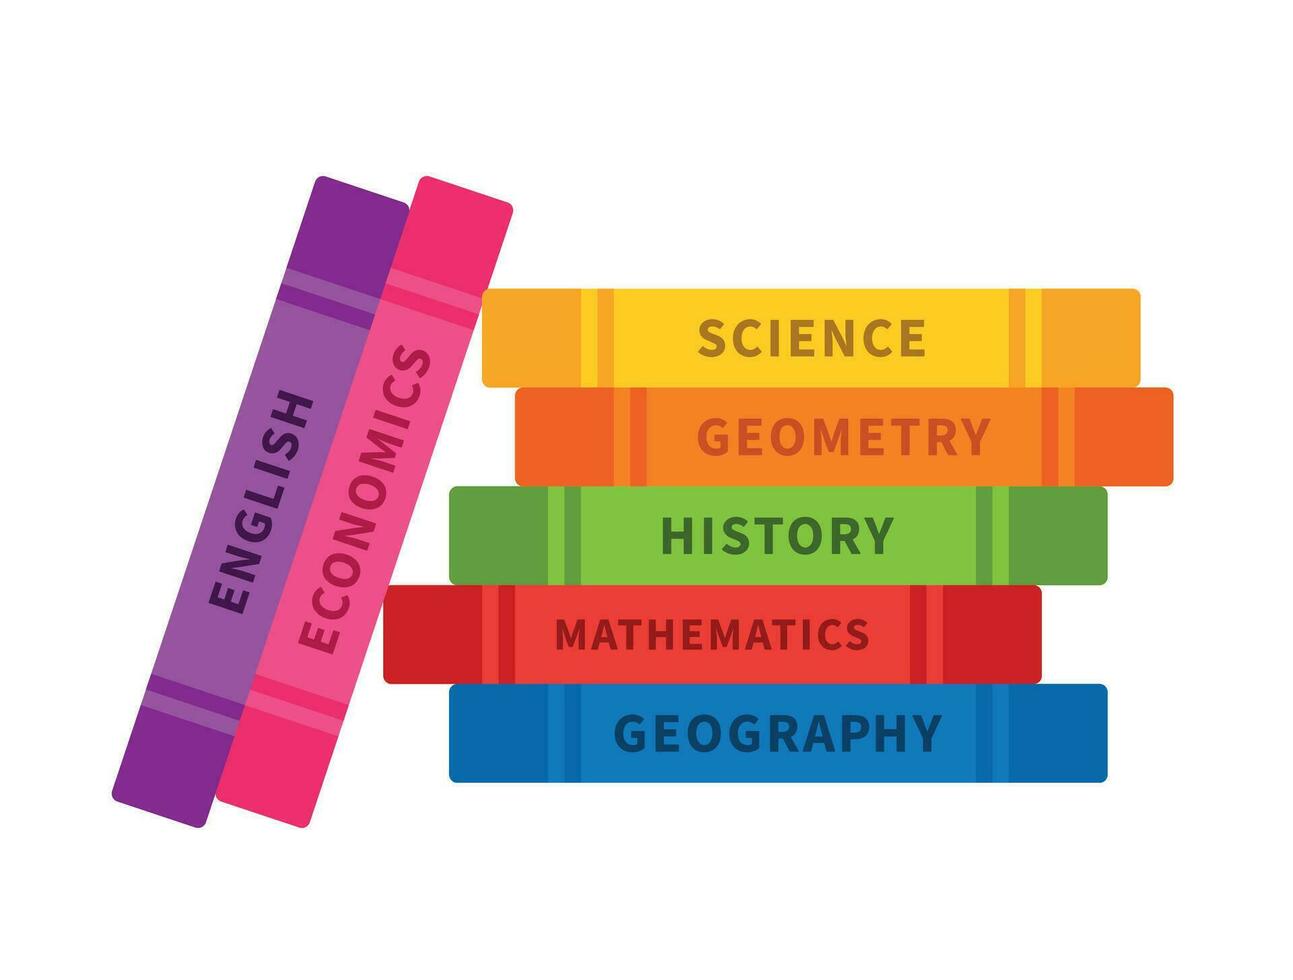 ENGLISH
ECONOMICS
SCIENCE
GEOMETRY
HISTORY
MATHEMATICS
GEOGRAPHY